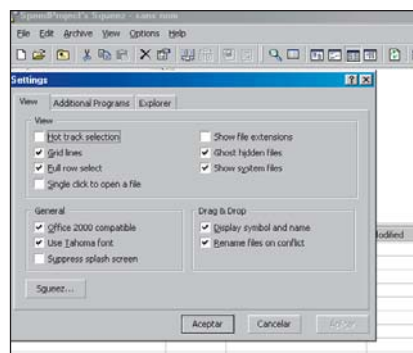 SpeedProject's Squeez - sans nom
File Edit Archive View Options Help
Settings
View Additional Programs Explorer
View
Hot track selection
Show file extensions
Grid lines
Ghost hidden files
Full row select
Show system files
Single click to open a file
General
Drag & Drop
Office 2000 compatible
Display symbol and name
Use Tahoma font
Rename files on conflict
Suppress splash screen
Squeez...
Modified
Aceptar Cancelar